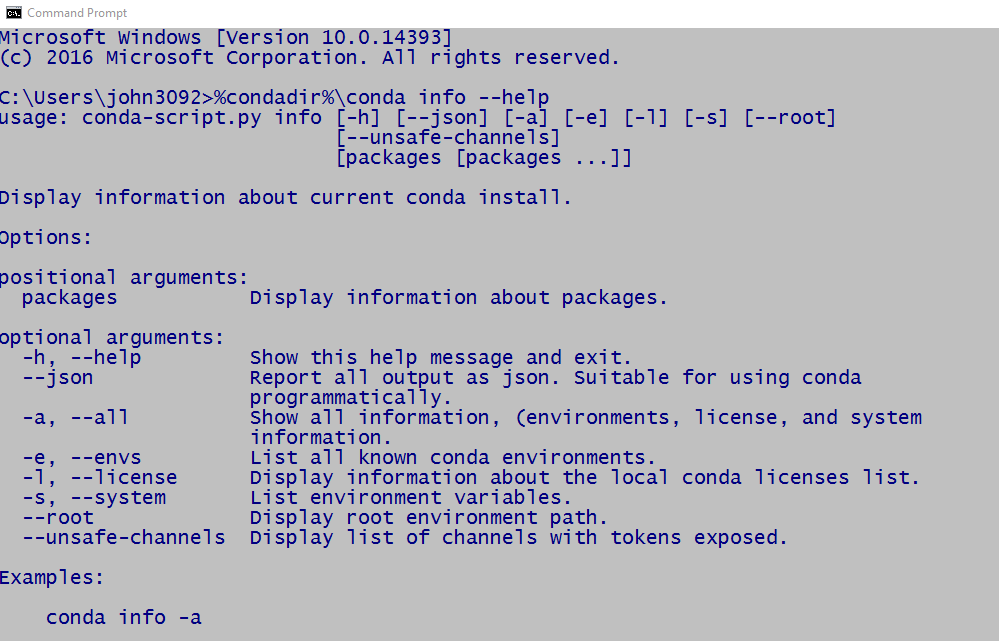 Command Prompt
Microsoft Windows [Version 10.0.14393]
(c) 2016 Microsoft Corporation. All rights reserved.
C:\Users\john3092>%condadir%\conda info --help
usage: conda-script.py info [-h] [--json] [-a] [-e] [-l] [-s] [--root]
[--unsafe-channels]
[packages [packages ...]]
Display information about current conda install.
Options:
positional arguments:
packages Display information about packages.
optional arguments:
-h, --help Show this help message and exit.
--json Report all output as json. Suitable for using conda
programmatically.
-a, --all Show all information, (environments, license, and system
information.
-e, --envs List all known conda environments.
-l, --license Display information about the local conda licenses list.
-s, --system List environment variables.
--root Display root environment path.
--unsafe-channels Display list of channels with tokens exposed.
Examples:
conda info -a